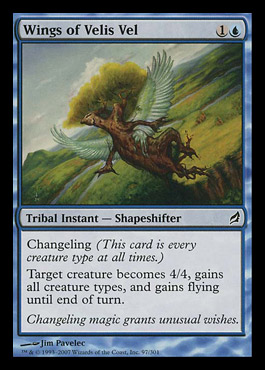 Wings of Velis Vel 1
Tribal Instant — Shapeshifter
Changeling (This card is every
creature type at all times.)
Target creature becomes 4/4, gains
all creature types, and gains flying
until end of turn.
Changeling magic grants unusual wishes.
Jim Pavelec
™ & © 1993–2007 Wizards of the Coast, Inc. 97/301